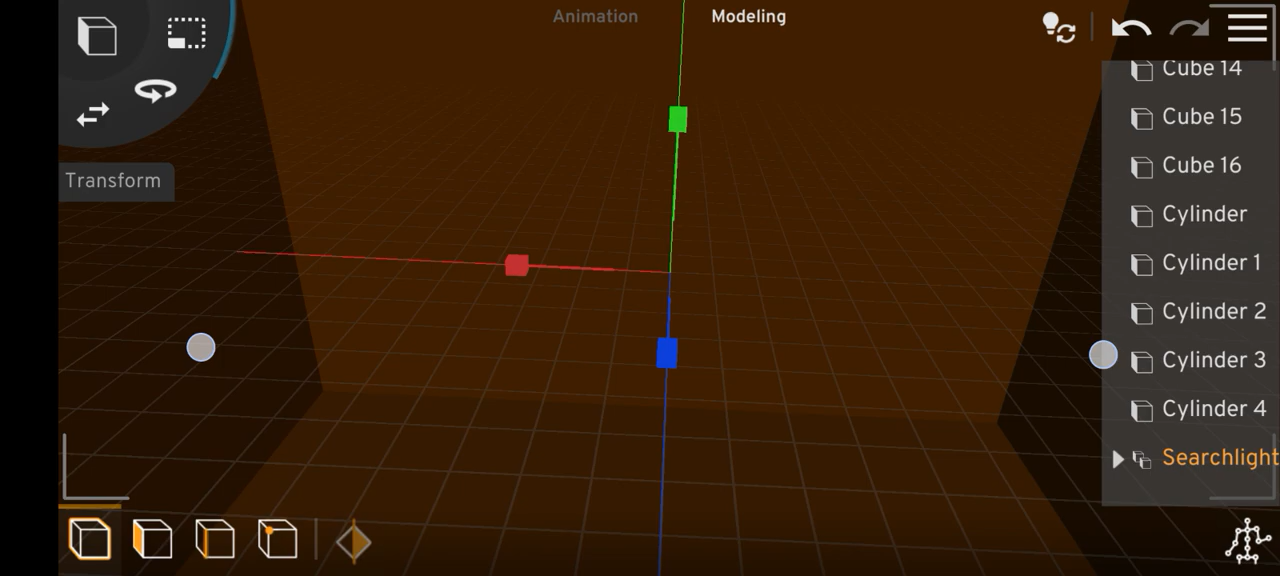 Animation
Modeling
Transform
Cube 14
Cube 15
Cube 16
Cylinder
Cylinder 1
Cylinder 2
Cylinder 3
Cylinder 4
Searchlight